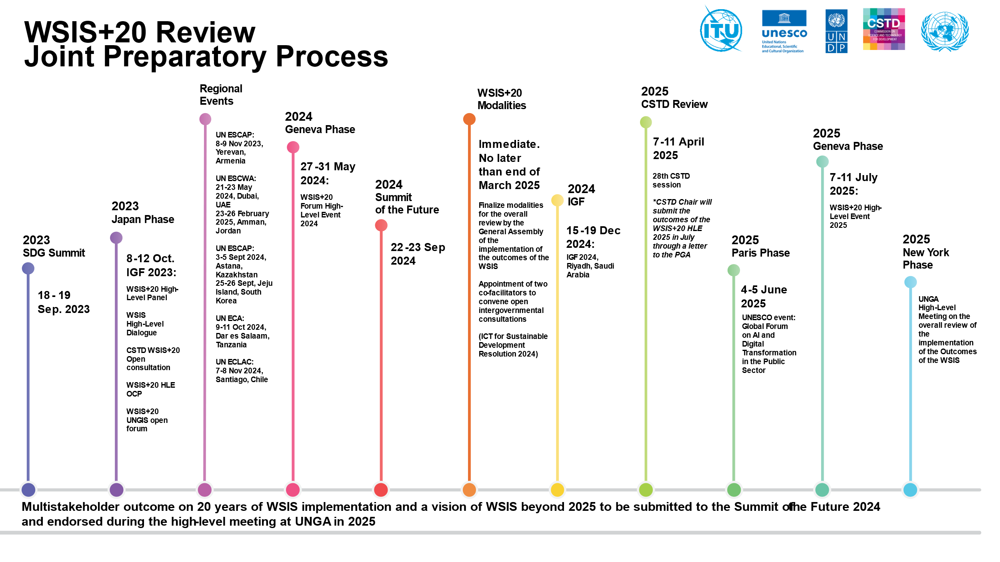 WSIS+20 Review
Joint Preparatory Process
ITU
unesco
United Nations
Educational, Scientific
and Cultural Organization
U N
D P
CSTD
COMMISSION ON
SCIENCE AND TECHNOLOGY
FOR DEVELOPMENT
2023
SDG Summit
18 - 19
Sep. 2023
2023
Japan Phase
8-12 Oct.
IGF 2023:
WSIS+20 High-
Level Panel
WSIS
High-Level
Dialogue
CSTD WSIS+20
Open
consultation
WSIS+20 HLE
OCP
WSIS+20
UNGIS open
forum
Regional
Events
UN ESCAP:
8-9 Nov 2023,
Yerevan,
Armenia
UN ESCWA:
21-23 May
2024, Dubai,
UAE
23-26 February
2025, Amman,
Jordan
UN ESCAP:
3-5 Sept 2024,
Astana,
Kazakhstan
25-26 Sept, Jeju
Island, South
Korea
UN ECA:
9-11 Oct 2024,
Dar es Salaam,
Tanzania
UN ECLAC:
7-8 Nov 2024,
Santiago, Chile
2024
Geneva Phase
27-31 May
2024:
WSIS+20
Forum High-
Level Event
2024
2024
Summit
of the Future
22-23 Sep
2024
WSIS+20
Modalities
Immediate.
No later
than end of
March 2025
Finalize modalities
for the overall
review by the
General Assembly
of the
implementation of
the outcomes of the
WSIS
Appointment of two
co-facilitators to
convene open
intergovernmental
consultations
(ICT for Sustainable
Development
Resolution 2024)
2024
IGF
15-19 Dec
2024:
IGF 2024,
Riyadh, Saudi
Arabia
2025
CSTD Review
7-11 April
2025
28th CSTD
session
*CSTD Chair will
submit the
outcomes of the
WSIS+20 HLE
2025 in July
through a letter
to the PGA
2025
Paris Phase
4-5 June
2025
UNESCO event:
Global Forum
on AI and
Digital
Transformation
in the Public
Sector
2025
Geneva Phase
7-11 July
2025:
WSIS+20 High-
Level Event
2025
2025
New York
Phase
UNGA
High-Level
Meeting on the
overall review of
the
implementation
of the Outcomes
of the WSIS
Multistakeholder outcome on 20 years of WSIS implementation and a vision of WSIS beyond 2025 to be submitted to the Summit of the Future 2024
and endorsed during the high-level meeting at UNGA in 2025